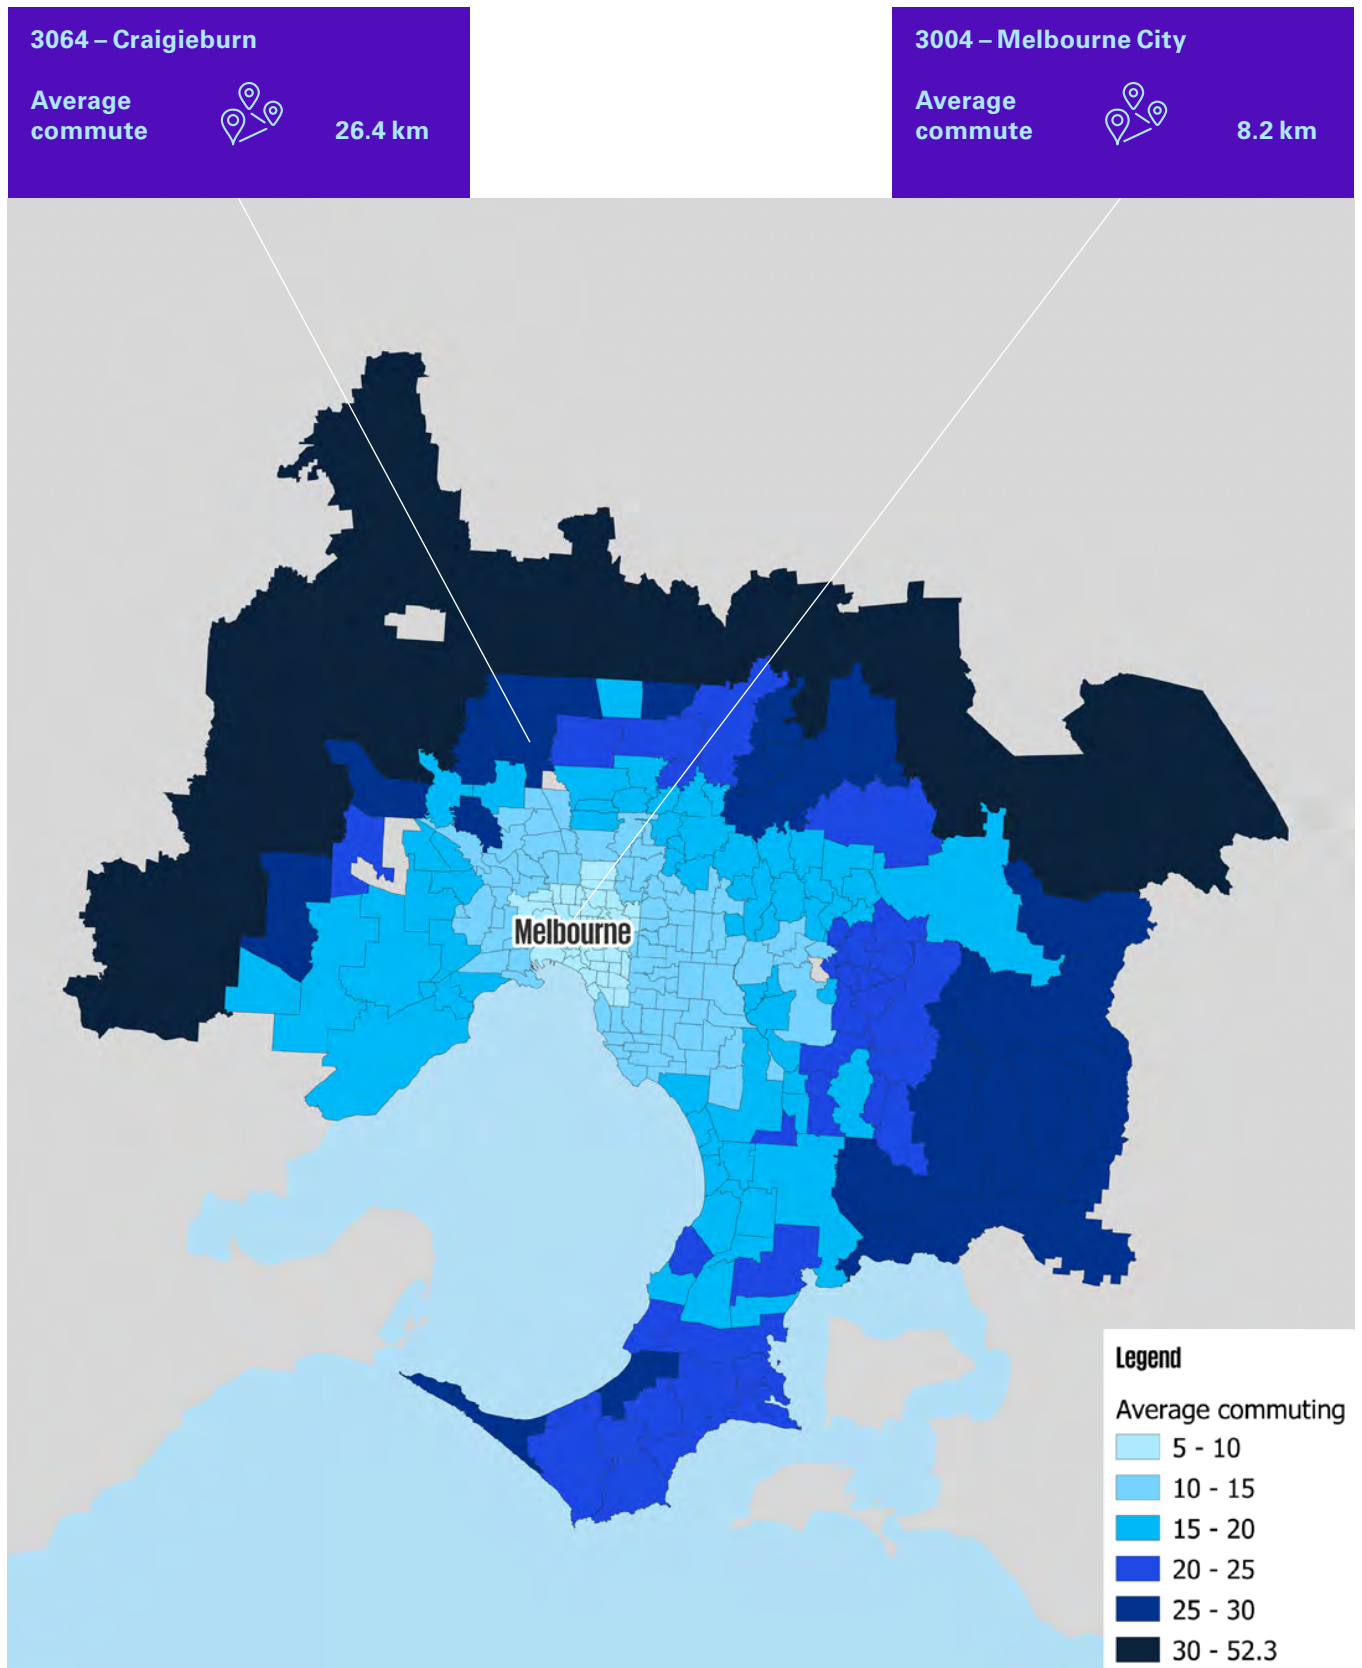 3064 – Craigieburn
Average
commute
26.4 km
3004 – Melbourne City
Average
commute
8.2 km
Melbourne
Legend
Average commuting
5 - 10
10 - 15
15 - 20
20 - 25
25 - 30
30 - 52.3